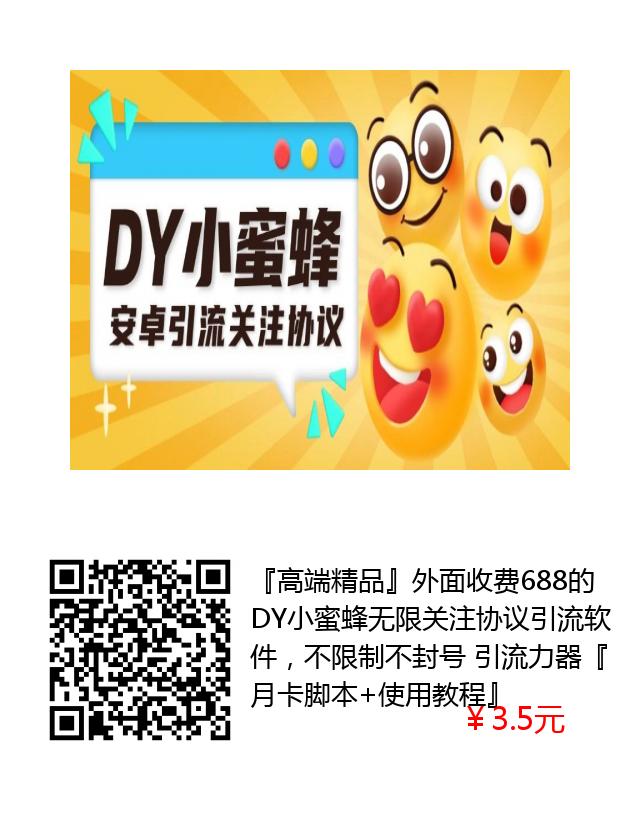 DY小蜜蜂
安卓引流关注协议
『高端精品』外面收费688的
DY小蜜蜂无限关注协议引流软
件，不限制不封号 引流力器『
月卡脚本+使用教程』
￥3.5元